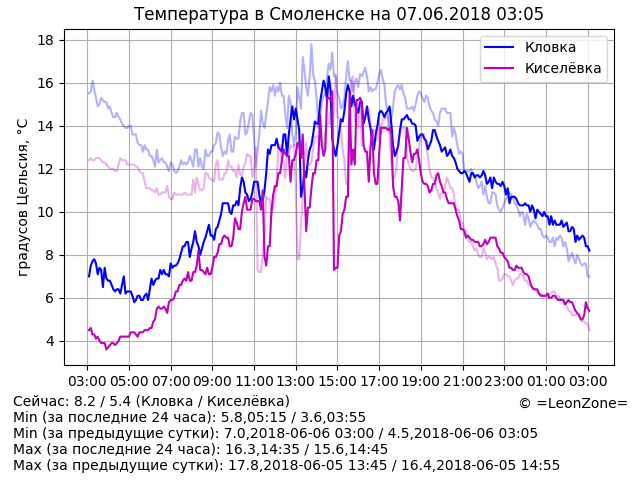 Температура в Смоленске на 07.06.2018 03:05
градусов Цельсия, °C
18
16
14
12
10
8
6
4
Кловка
Киселёвка
03:00 05:00 07:00 09:00 11:00 13:00 15:00 17:00 19:00 21:00 23:00 01:00 03:00
Сейчас: 8.2 / 5.4 (Кловка / Киселёвка)
© =LeonZone=
Min (за последние 24 часа): 5.8,05:15 / 3.6,03:55
Min (за предыдущие сутки): 7.0,2018-06-06 03:00 / 4.5,2018-06-06 03:05
Max (за последние 24 часа): 16.3,14:35 / 15.6,14:45
Max (за предыдущие сутки): 17.8,2018-06-05 13:45 / 16.4,2018-06-05 14:55